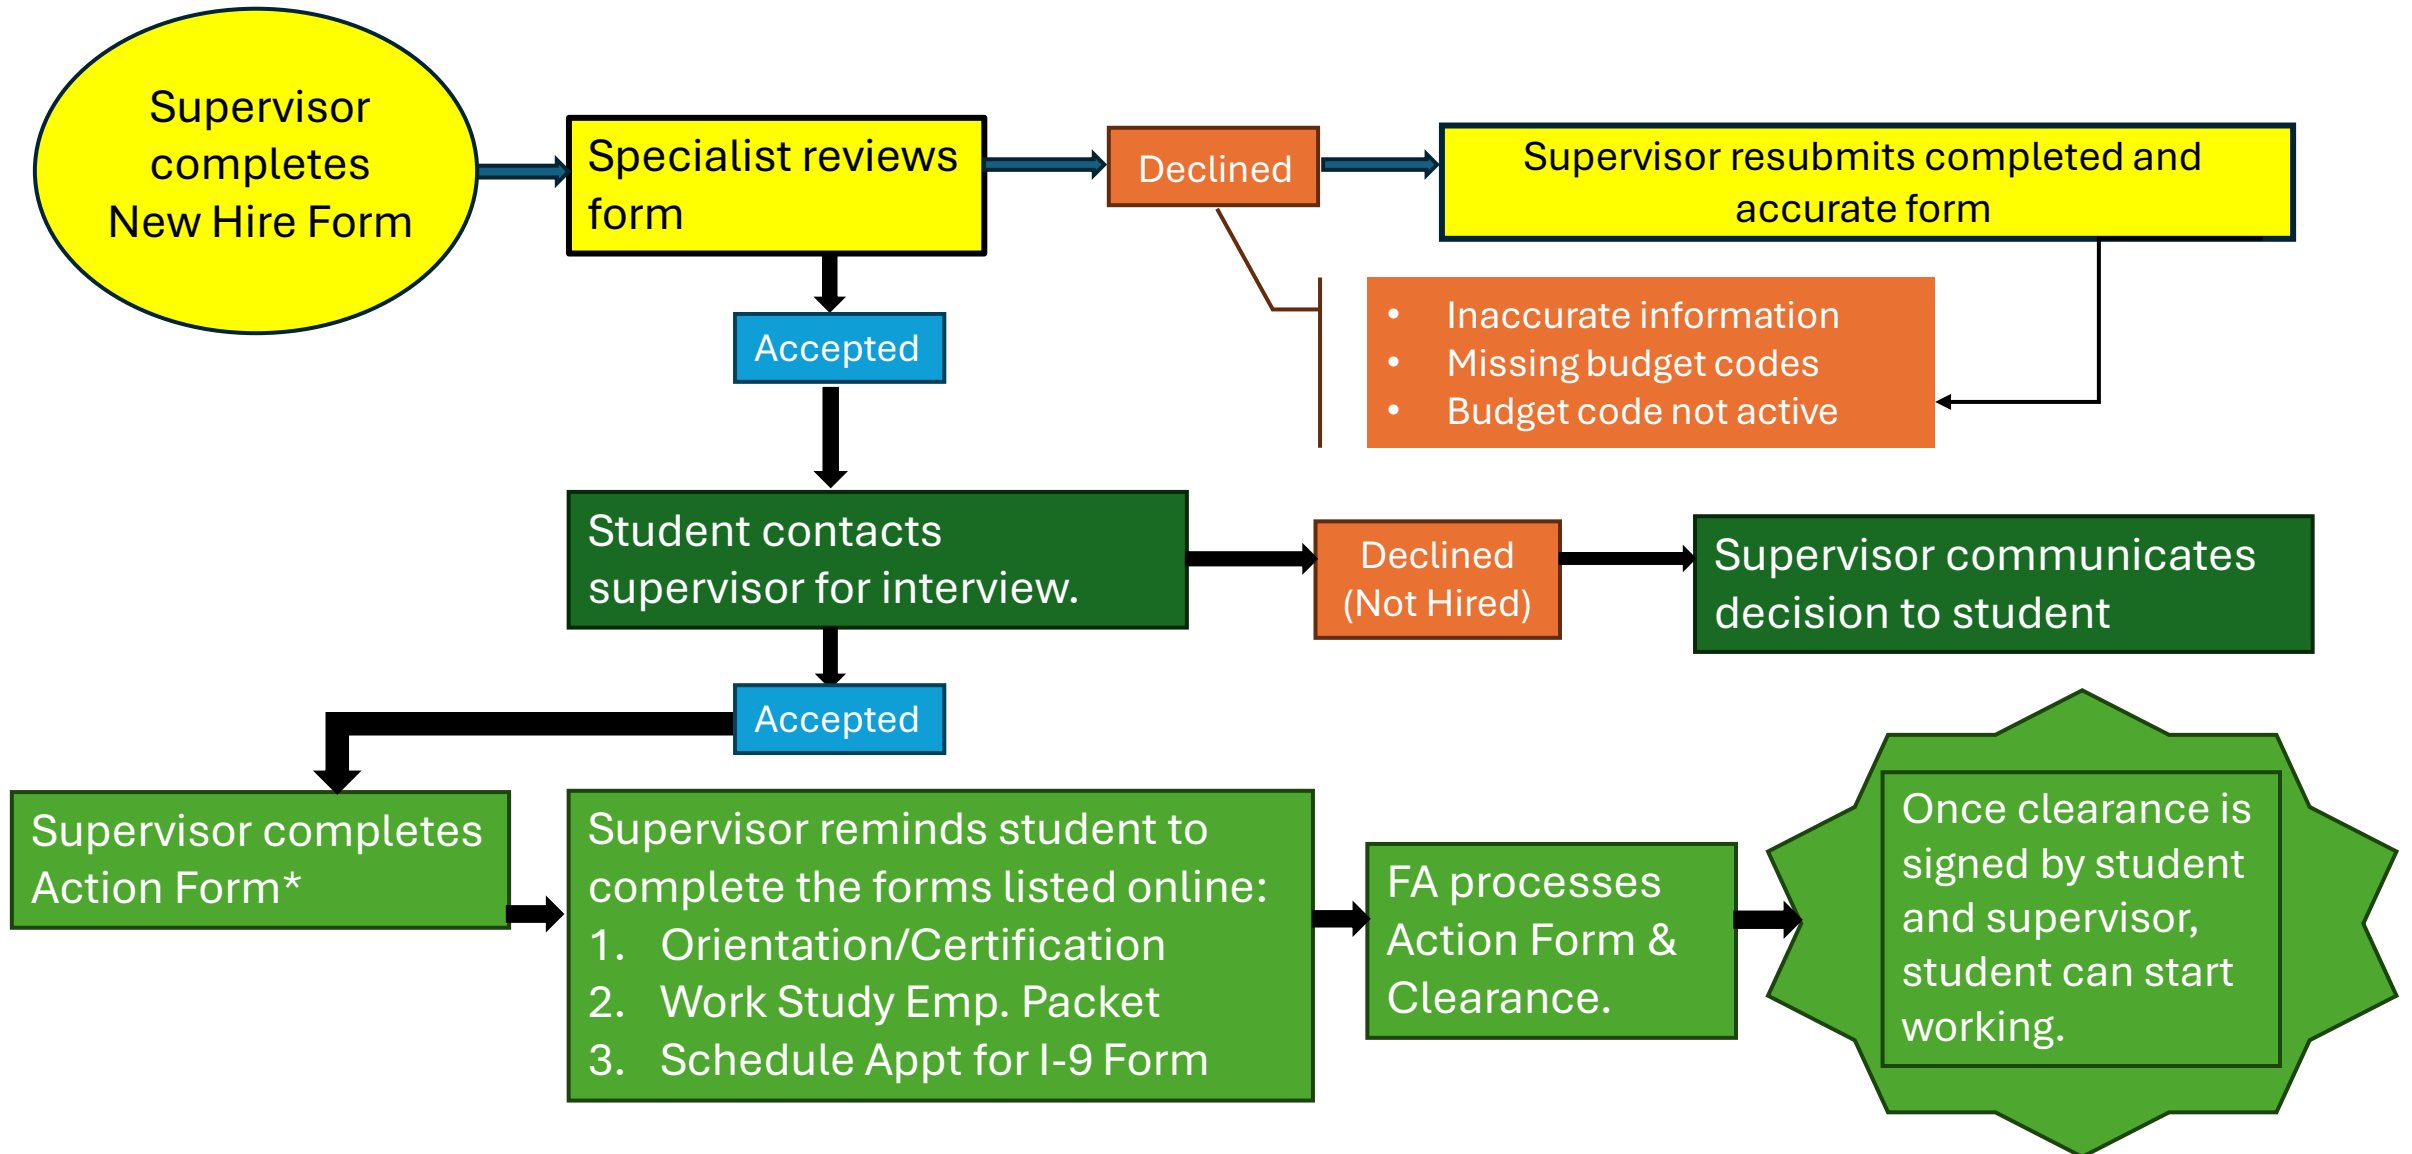 Supervisor
completes
New Hire Form
Specialist reviews
form
Declined
Supervisor resubmits completed and
accurate form
• Inaccurate information
• Missing budget codes
• Budget code not active
Accepted
Student contacts
supervisor for interview.
Declined
(Not Hired)
Supervisor communicates
decision to student
Accepted
Supervisor completes
Action Form*
Supervisor reminds student to
complete the forms listed online:
1. Orientation/Certification
2. Work Study Emp. Packet
3. Schedule Appt for I-9 Form
FA processes
Action Form &
Clearance.
Once clearance is
signed by student
and supervisor,
student can start
working.